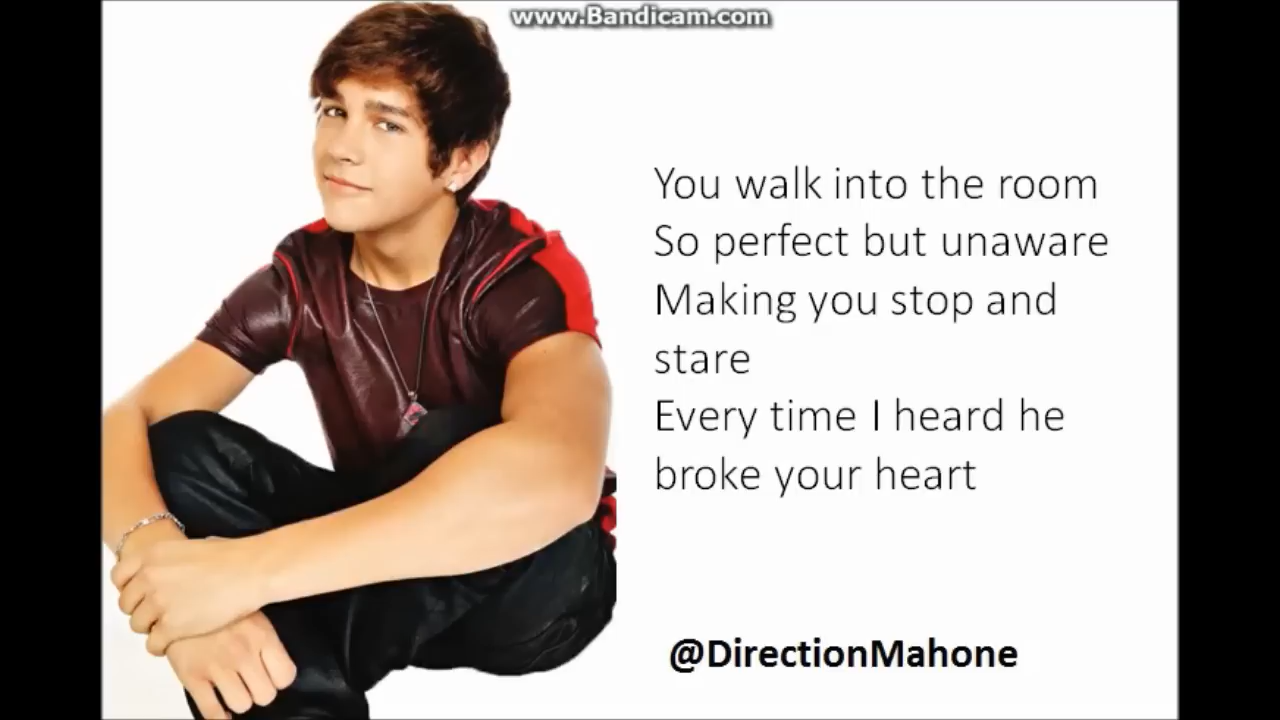 www.Bandicam.com
You walk into the room
So perfect but unaware
Making you stop and
stare
Every time I heard he
broke your heart
@DirectionMahone